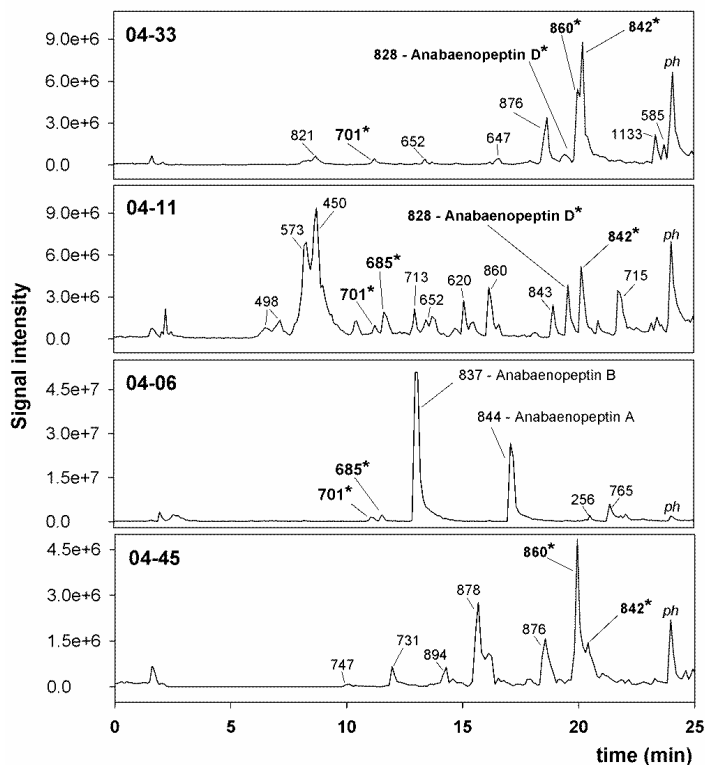 04-33
9.0e+6
6.0e+6
3.0e+6
0.0
821
701*
652
647
876
828 - Anabaenopeptin D*
860*
842*
ph
1133
585
04-11
9.0e+6
6.0e+6
3.0e+6
0.0
498
573
450
701*
685*
713
652
620
860
828 - Anabaenopeptin D*
843
842*
715
ph
Signal intensity
04-06
4.5e+7
3.0e+7
1.5e+7
0.0
701*
685*
837 - Anabaenopeptin B
844 - Anabaenopeptin A
256
765
ph
04-45
4.5e+6
3.0e+6
1.5e+6
0.0
747
731
894
878
876
860*
842*
ph
0 5 10 15 20 25
time (min)